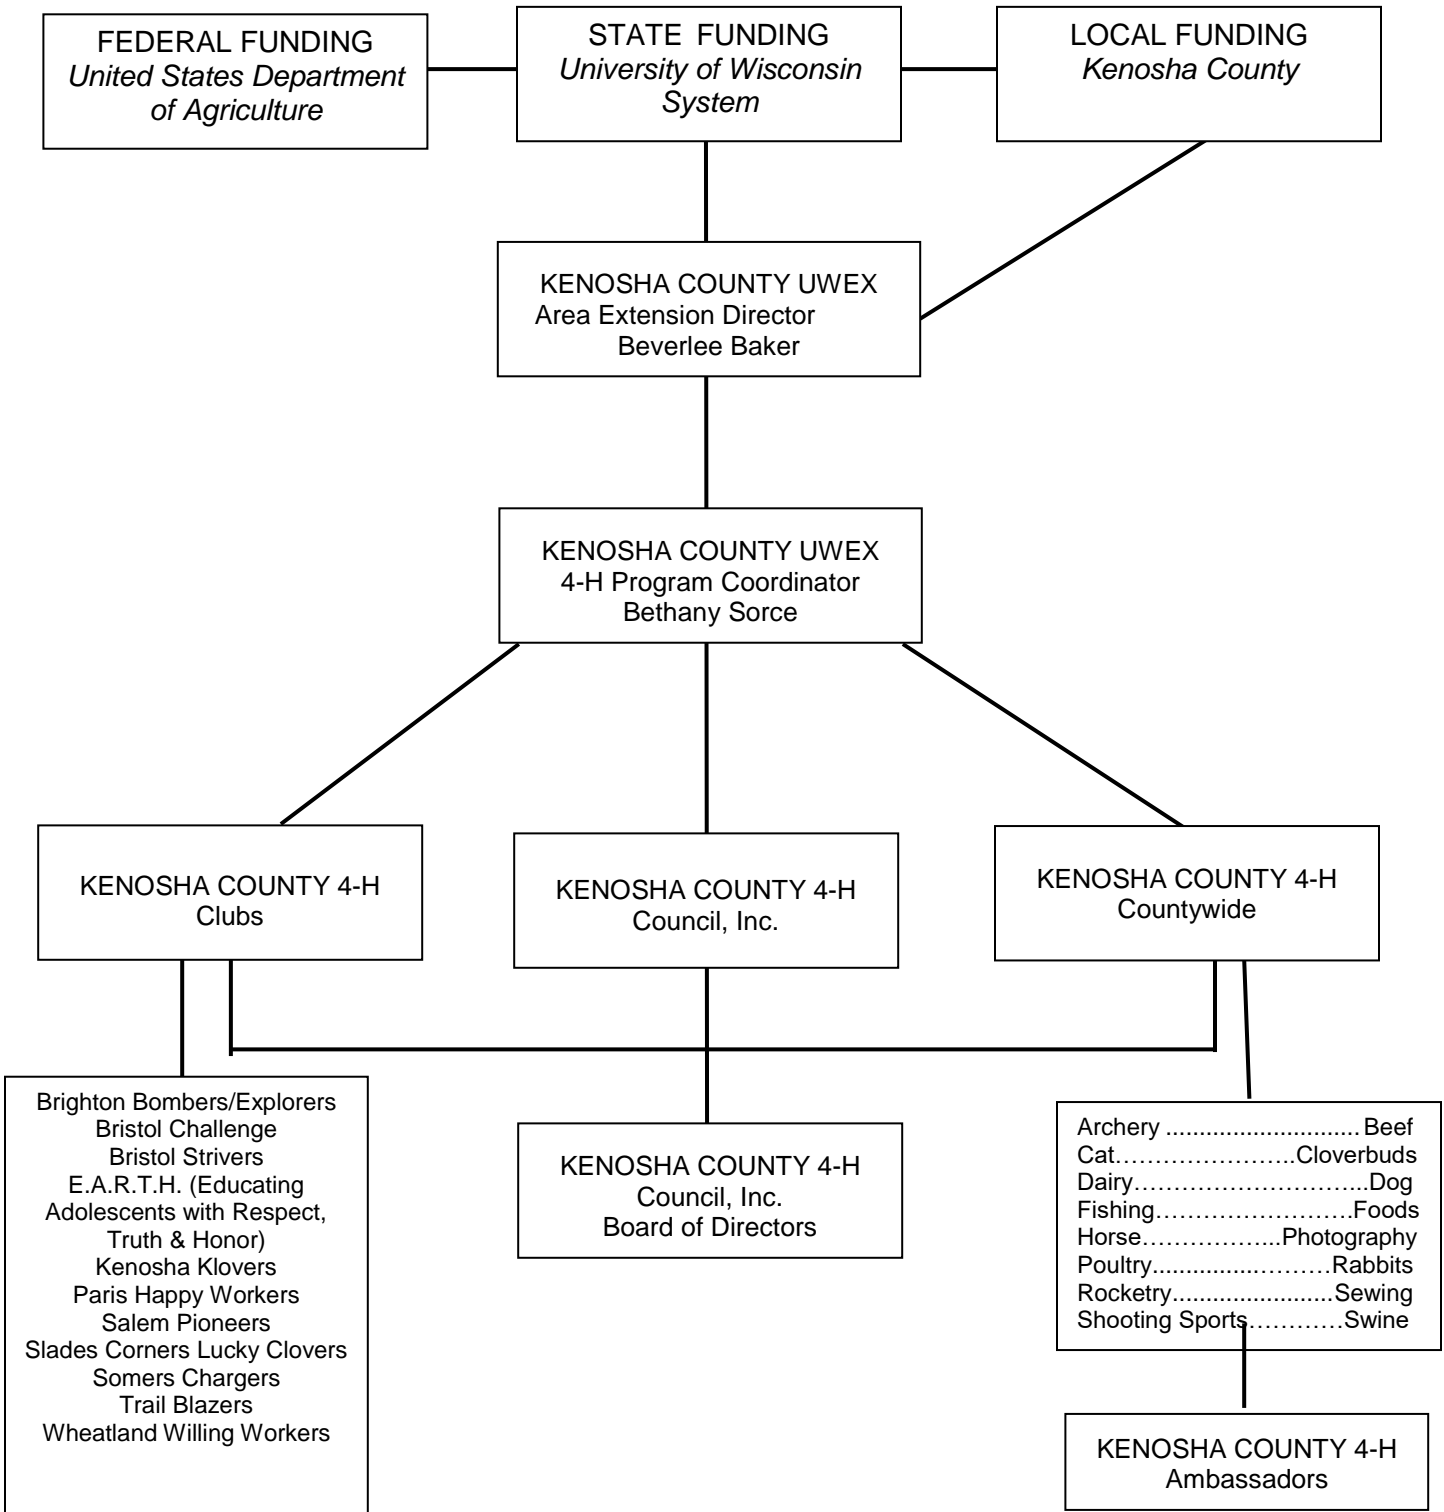 FEDERAL FUNDING
United States Department
of Agriculture
STATE FUNDING
University of Wisconsin
System
LOCAL FUNDING
Kenosha County
KENOSHA COUNTY UWEX
Area Extension Director
Beverlee Baker
KENOSHA COUNTY UWEX
4-H Program Coordinator
Bethany Sorce
KENOSHA COUNTY 4-H
Clubs
KENOSHA COUNTY 4-H
Council, Inc.
KENOSHA COUNTY 4-H
Countywide
Brighton Bombers/Explorers
Bristol Challenge
Bristol Strivers
E.A.R.T.H. (Educating
Adolescents with Respect,
Truth & Honor)
Kenosha Klovers
Paris Happy Workers
Salem Pioneers
Slades Corners Lucky Clovers
Somers Chargers
Trail Blazers
Wheatland Willing Workers
KENOSHA COUNTY 4-H
Council, Inc.
Board of Directors
Archery ............................. Beef
Cat…………………..Cloverbuds
Dairy………………………...Dog
Fishing…………………….Foods
Horse……………...Photography
Poultry................………Rabbits
Rocketry........................Sewing
Shooting Sports…………Swine
KENOSHA COUNTY 4-H
Ambassadors